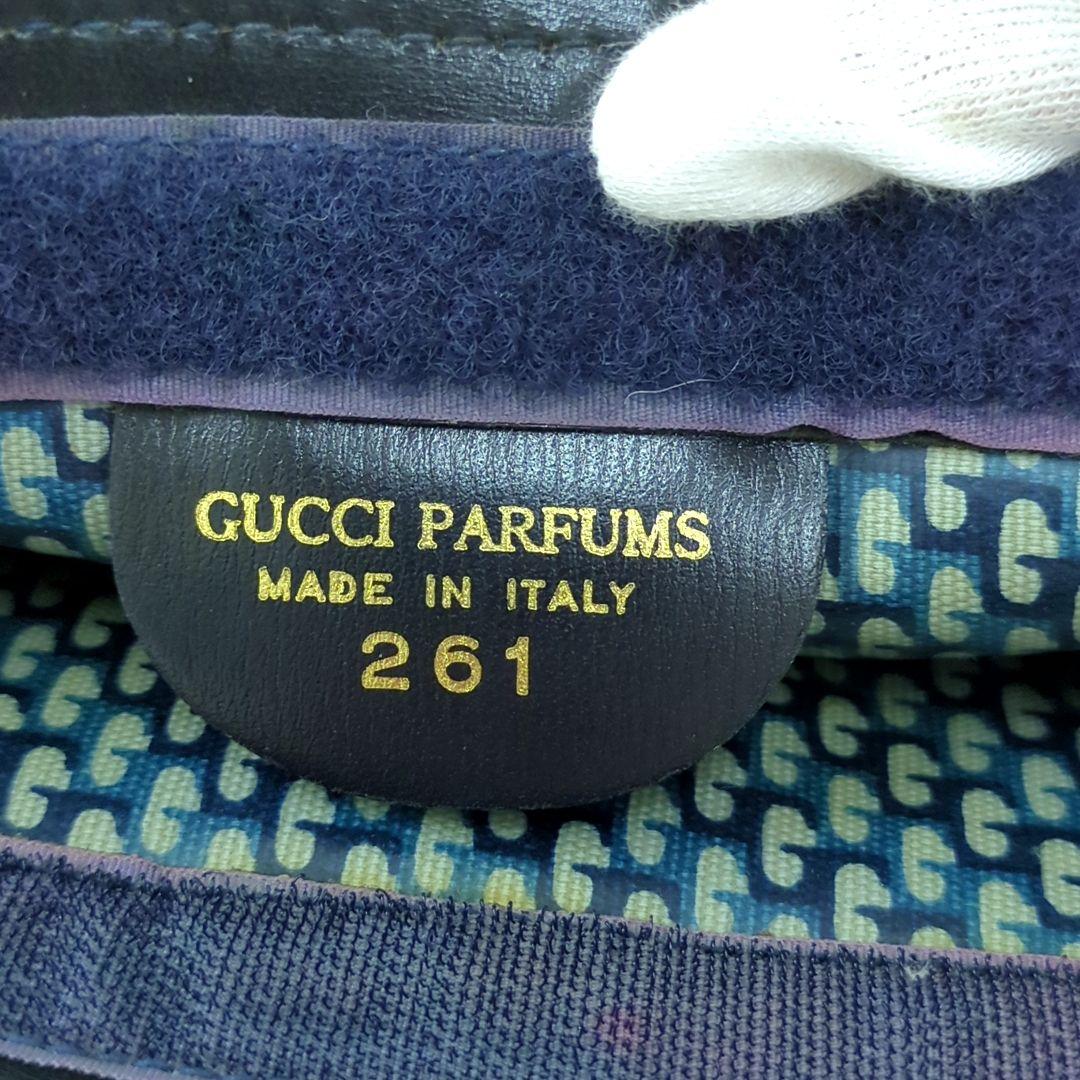 GUCCI PARFUMS
MADE IN ITALY
261